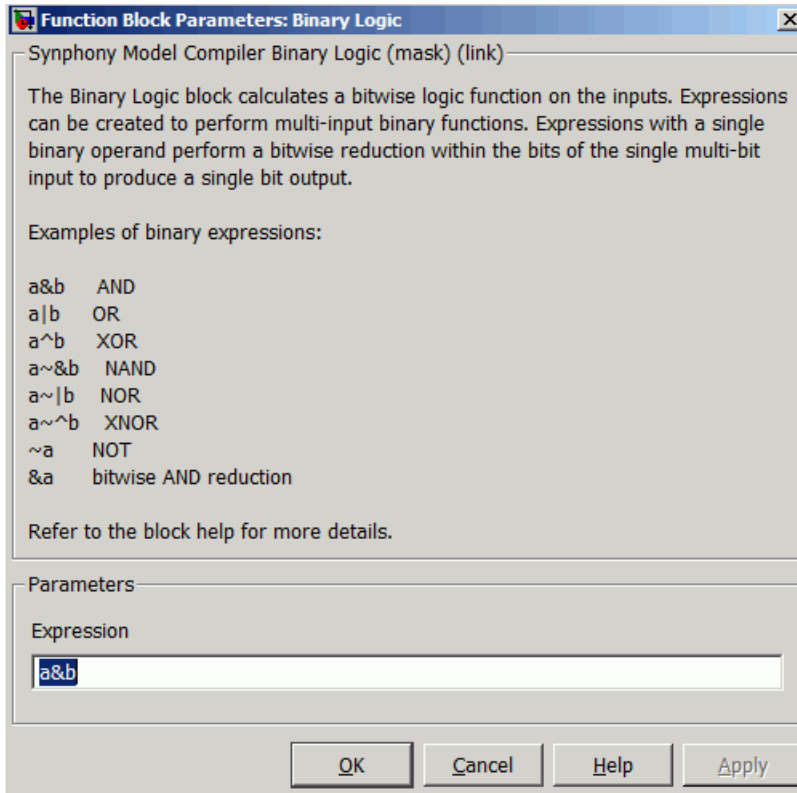 Function Block Parameters: Binary Logic
Synphony Model Compiler Binary Logic (mask) (link)
The Binary Logic block calculates a bitwise logic function on the inputs. Expressions
can be created to perform multi-input binary functions. Expressions with a single
binary operand perform a bitwise reduction within the bits of the single multi-bit
input to produce a single bit output.
Examples of binary expressions:
a&b AND
a|b OR
a^b XOR
a~&b NAND
a~|b NOR
a~^b XNOR
~a NOT
&a bitwise AND reduction
Refer to the block help for more details.
Parameters
Expression
a&b
OK Cancel Help Apply